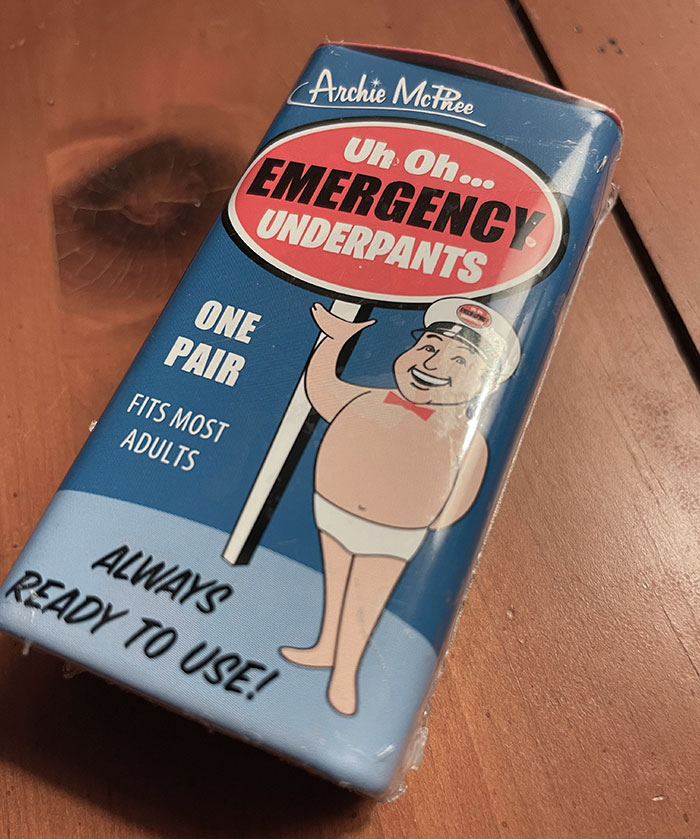 Archie McPhee
Uh Oh...
EMERGENCY
UNDERPANTS
ONE
PAIR
FITS MOST
ADULTS
ALWAYS
READY TO USE!